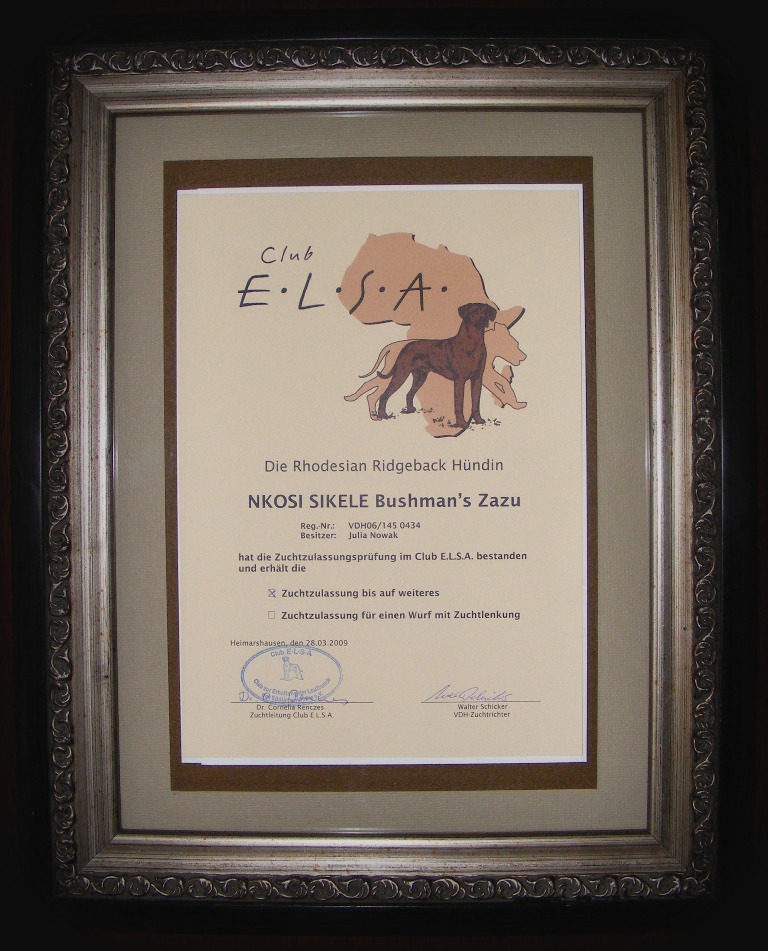 Club
E.L.S.A.
Die Rhodesian Ridgeback Hündin
NKOSI SIKELE Bushman's Zazu
Reg.-Nr.: VDH06/145 0434
Besitzer: Julia Nowak
hat die Zuchtzulassungsprüfung im Club E.L.S.A. bestanden
und erhält die
☒ Zuchtzulassung bis auf weiteres
☐ Zuchtzulassung für einen Wurf mit Zuchtlenkung
Heimarshausen, den 28.03.2009
Club E.L.S.A
Dr. Cornelia Renczes
Zuchtleitung Club E.L.S.A.
Walter Schicker
VDH-Zuchtrichter